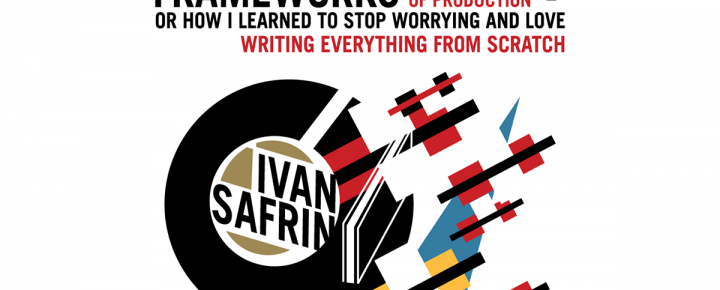 FRAMEWORKS OF PRODUCTION
OR HOW I LEARNED TO STOP WORRYING AND LOVE
WRITING EVERYTHING FROM SCRATCH
IVAN
SAFRIN